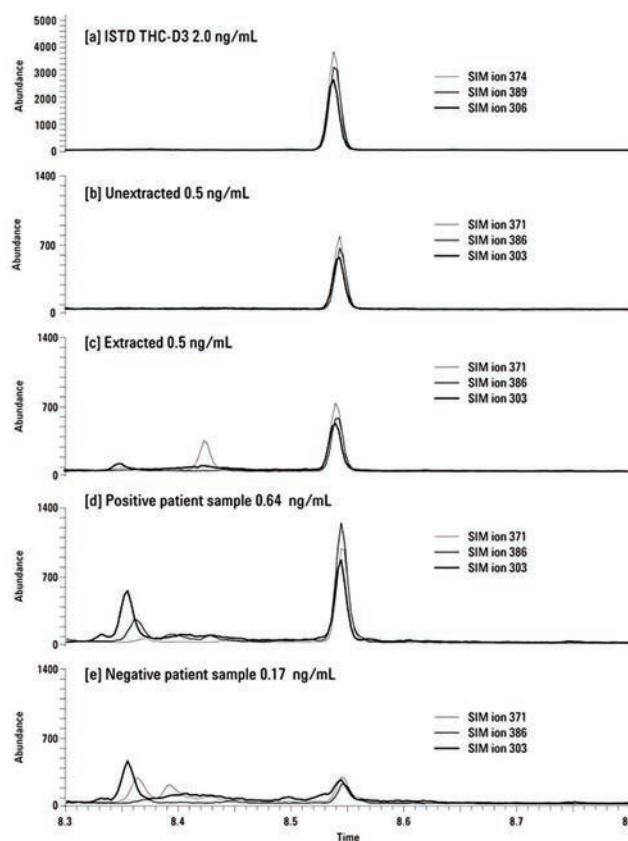 [a] ISTD THC-D3 2.0 ng/mL
Abundance
5000
4000
3000
2000
1000
0
SIM ion 374
SIM ion 389
SIM ion 306
[b] Unextracted 0.5 ng/mL
Abundance
1400
700
0
SIM ion 371
SIM ion 386
SIM ion 303
[c] Extracted 0.5 ng/mL
Abundance
1400
700
0
SIM ion 371
SIM ion 386
SIM ion 303
[d] Positive patient sample 0.64 ng/mL
Abundance
1400
700
0
SIM ion 371
SIM ion 386
SIM ion 303
[e] Negative patient sample 0.17 ng/mL
Abundance
1400
700
0
SIM ion 371
SIM ion 386
SIM ion 303
8.3 8.4 8.5 8.6 8.7
Time